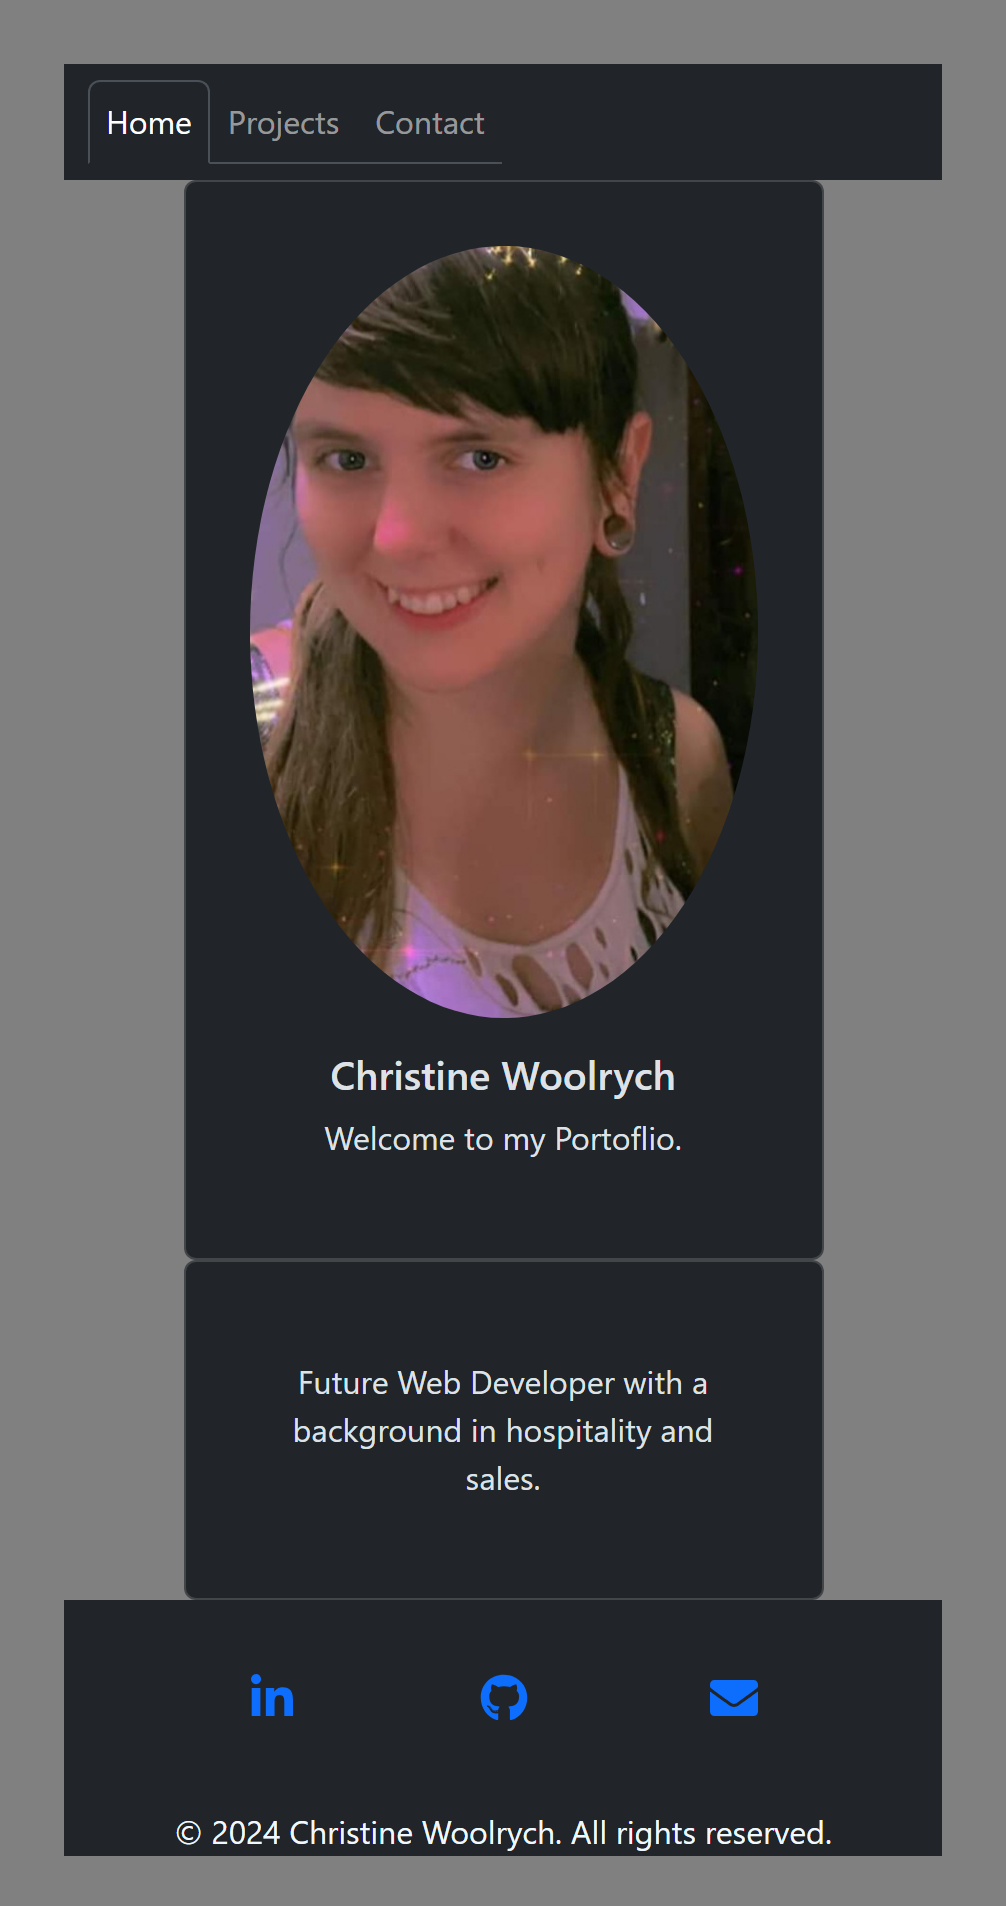 Home Projects Contact
Christine Woolrych
Welcome to my Portoflio.
Future Web Developer with a
background in hospitality and
sales.
in
© 2024 Christine Woolrych. All rights reserved.